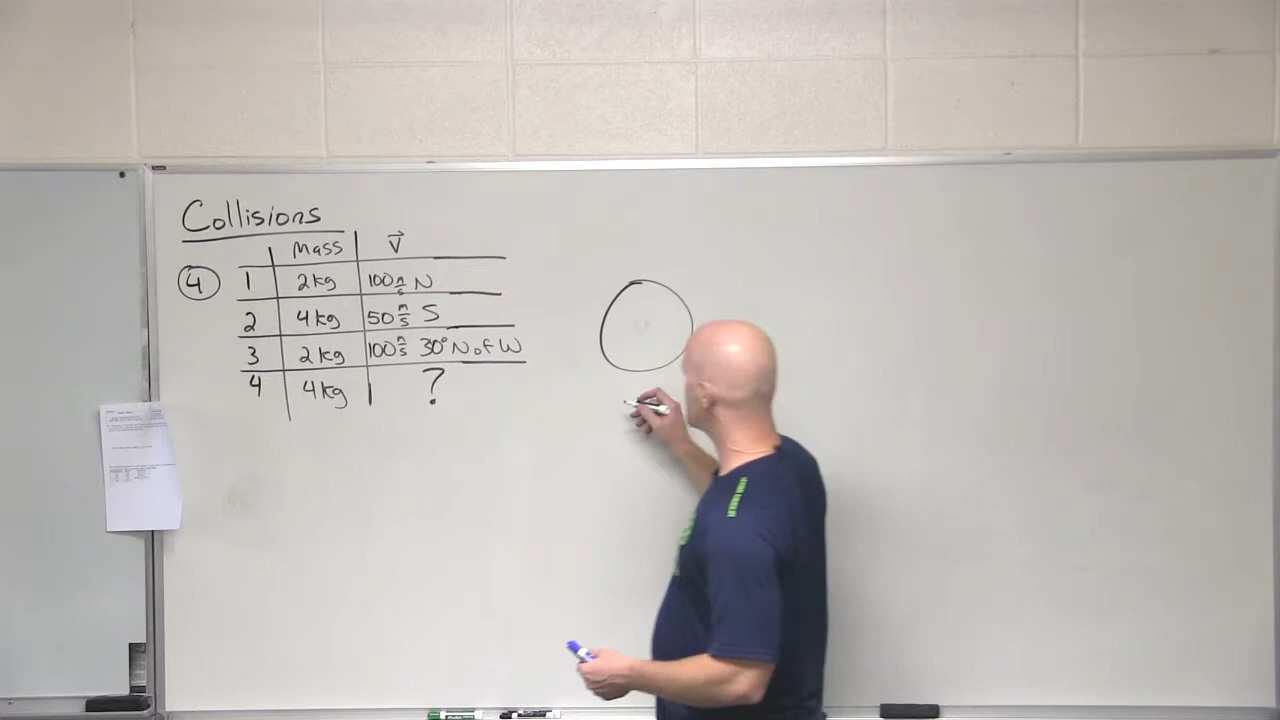 Collisions
Mass V
4 1 2kg 100 m/s N
2 4kg 50 m/s S
3 2kg 100 m/s 30° N of W
4 4kg ?